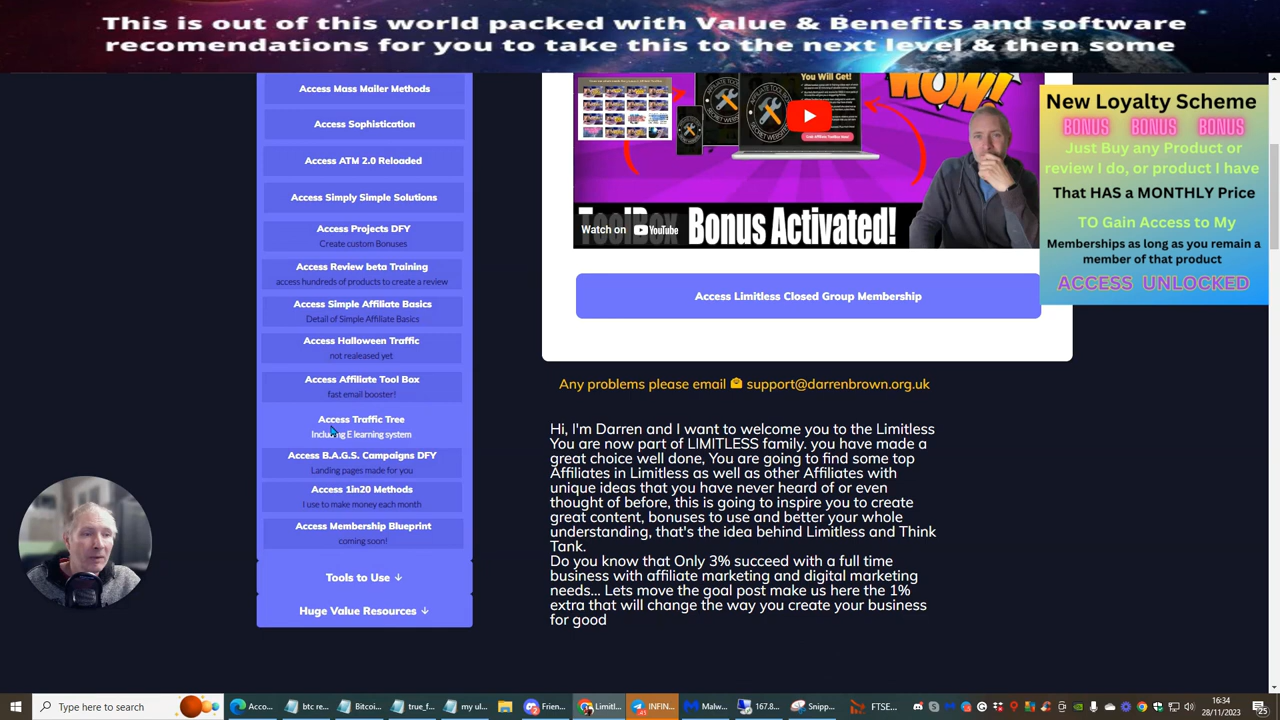 This is out of this world packed with Value & Benefits and software
recomendations for you to take this to the next level & then some
Access Mass Mailer Methods
Access Sophistication
Access ATM 2.0 Reloaded
Access Simply Simple Solutions
Access Projects DFY
Create custom Bonuses
Access Review beta Training
access hundreds of products to create a review
Access Simple Affiliate Basics
Detail of Simple Affiliate Basics
Access Halloween Traffic
not realeased yet
Access Affiliate Tool Box
fast email booster!
Access Traffic Tree
Including E learning system
Access B.A.G.S. Campaigns DFY
Landing pages made for you
Access 1in20 Methods
I use to make money each month
Access Membership Blueprint
coming soon!
Tools to Use ↓
Huge Value Resources ↓
You Will Get!
WOW!
ToolBox Bonus Activated!
Watch on YouTube
Access Limitless Closed Group Membership
Any problems please email support@darrenbrown.org.uk
Hi, I'm Darren and I want to welcome you to the Limitless
You are now part of LIMITLESS family. you have made a
great choice well done, You are going to find some top
Affiliates in Limitless as well as other Affiliates with
unique ideas that you have never heard of or even
thought of before, this is going to inspire you to create
great content, bonuses to use and better your whole
understanding, that's the idea behind Limitless and Think
Tank.
Do you know that Only 3% succeed with a full time
business with affiliate marketing and digital marketing
needs... Lets move the goal post make us here the 1%
extra that will change the way you create your business
for good
New Loyalty Scheme
BONUS BONUS BONUS
Just Buy any Product or
review I do, or product I have
That HAS a MONTHLY Price
TO Gain Access to My
Memberships as long as you remain a
member of that product
ACCESS UNLOCKED
Type here to search
Acco...
btc re...
Bitcoi...
true_f...
my ul...
Frien...
Limitl...
INFIN...
Malw...
167.8...
Snipp...
FTSE...
16:34
28/11/2023